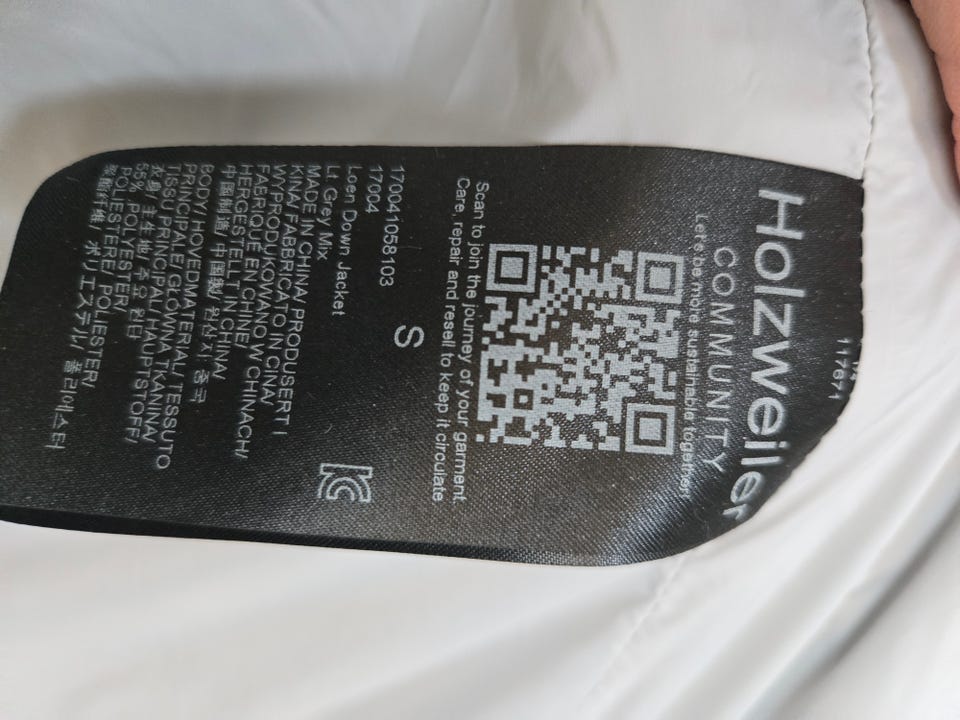 117671
Holzweiler
COMMUNITY
Let's be more sustainable together!
Scan to join the journey of your garment.
Care, repair and resell to keep it circulate
S
170041058103
17004
Loen Down Jacket
Lt. Grey Mix
MADE IN CHINA/ PRODUSERT I
KINA/ FABBRICATO IN CINA/
WYPRODUKOWANO W CHINACH/
FABRIQUÉ EN CHINE/
HERGESTELLT IN CHINA/
中国制造/ 中国製/ 원산지 중국
BODY/ HOVEDMATERIAL/ TESSUTO
PRINCIPALE/ GŁÓWNA TKANINA/
TISSU PRINCIPAL/ HAUPTSTOFF/
衣身/ 主生地/ 주요 원단
55% POLYESTER/
POLIESTERE/ POLIESTER/
聚酯纤维/ ポリエステル/ 폴리에스터